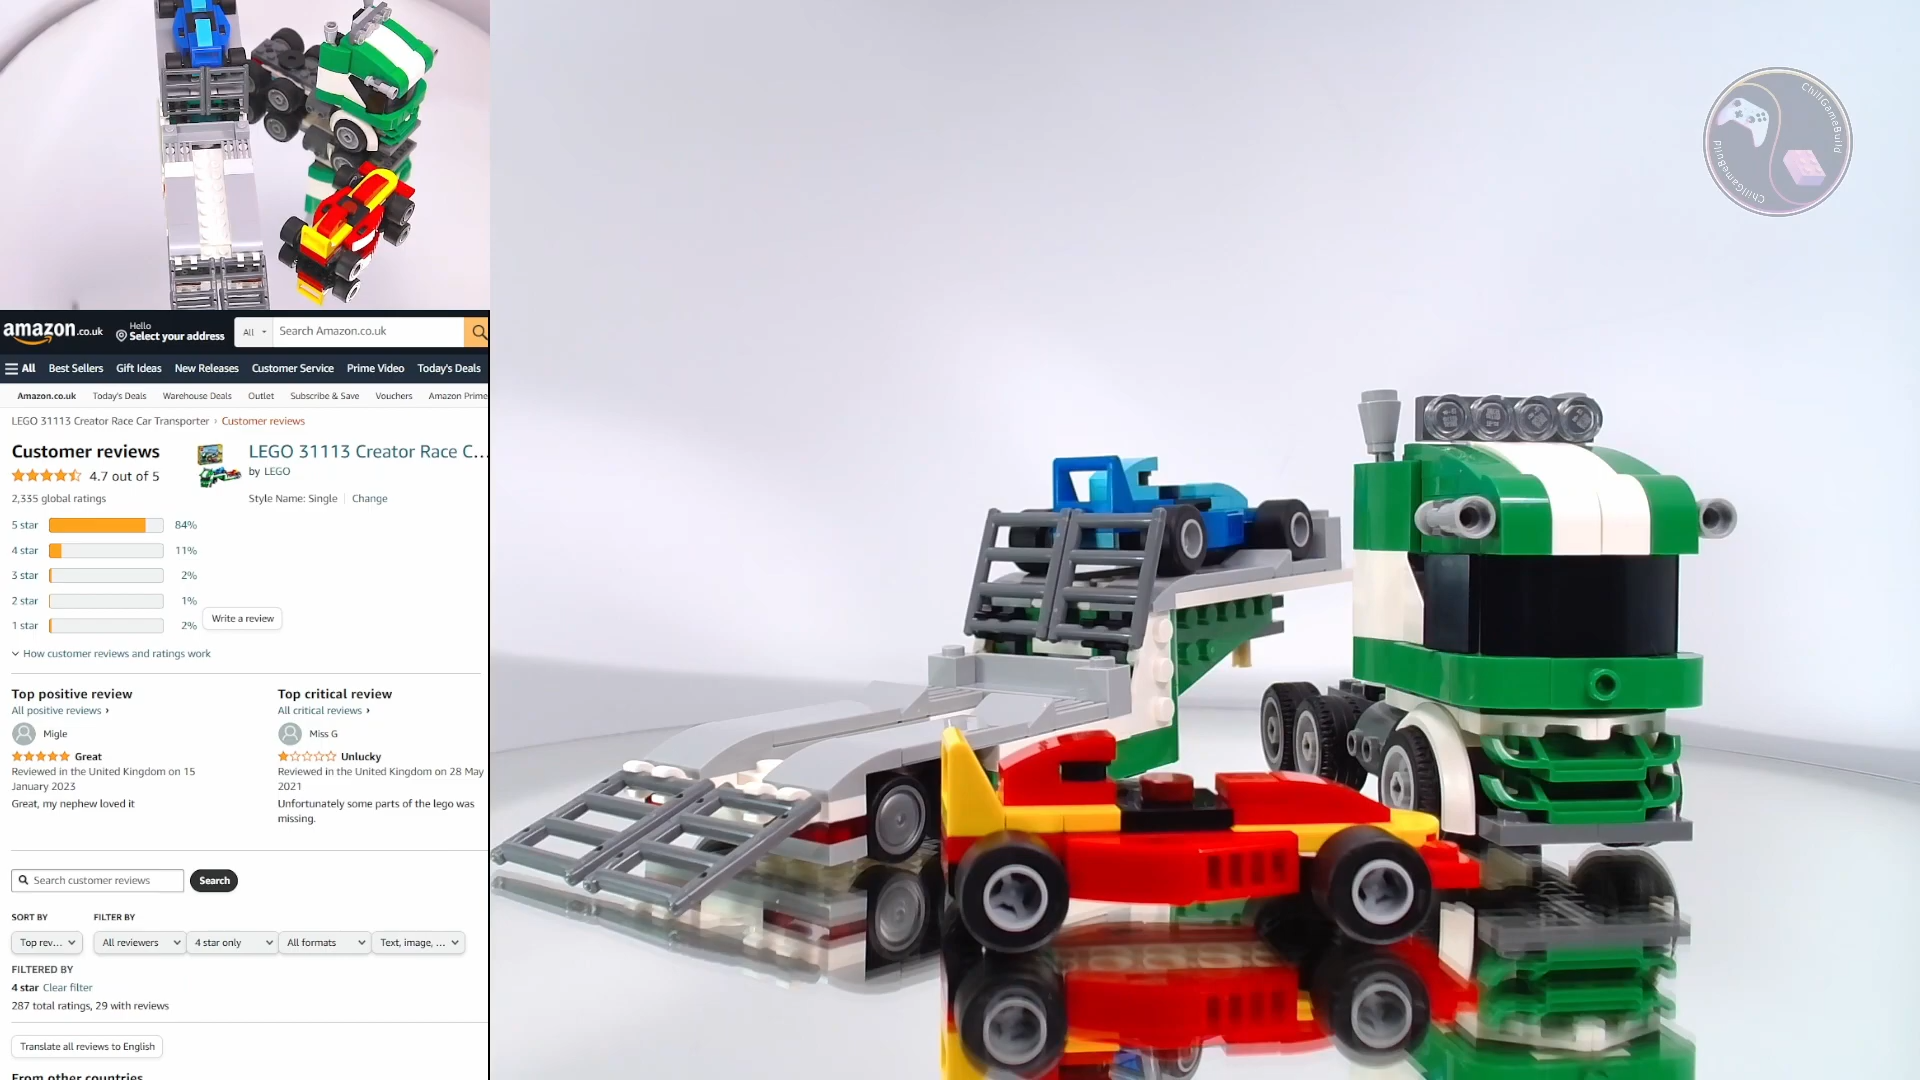 ChillGameBuild
ChillGameBuild
amazon.co.uk
Hello
Select your address
All
Search Amazon.co.uk
All
Best Sellers
Gift Ideas
New Releases
Customer Service
Prime Video
Today's Deals
Amazon.co.uk
Today's Deals
Warehouse Deals
Outlet
Subscribe & Save
Vouchers
Amazon Prime
LEGO 31113 Creator Race Car Transporter › Customer reviews
Customer reviews
4.7 out of 5
2,335 global ratings
LEGO 31113 Creator Race C...
by LEGO
Style Name: Single
Change
5 star 84%
4 star 11%
3 star 2%
2 star 1%
1 star 2%
Write a review
How customer reviews and ratings work
Top positive review
All positive reviews ›
Migle
Great
Reviewed in the United Kingdom on 15
January 2023
Great, my nephew loved it
Top critical review
All critical reviews ›
Miss G
Unlucky
Reviewed in the United Kingdom on 28 May
2021
Unfortunately some parts of the lego was
missing.
Search customer reviews
Search
SORT BY
FILTER BY
Top rev...
All reviewers
4 star only
All formats
Text, image, ...
FILTERED BY
4 star Clear filter
287 total ratings, 29 with reviews
Translate all reviews to English
From other countries